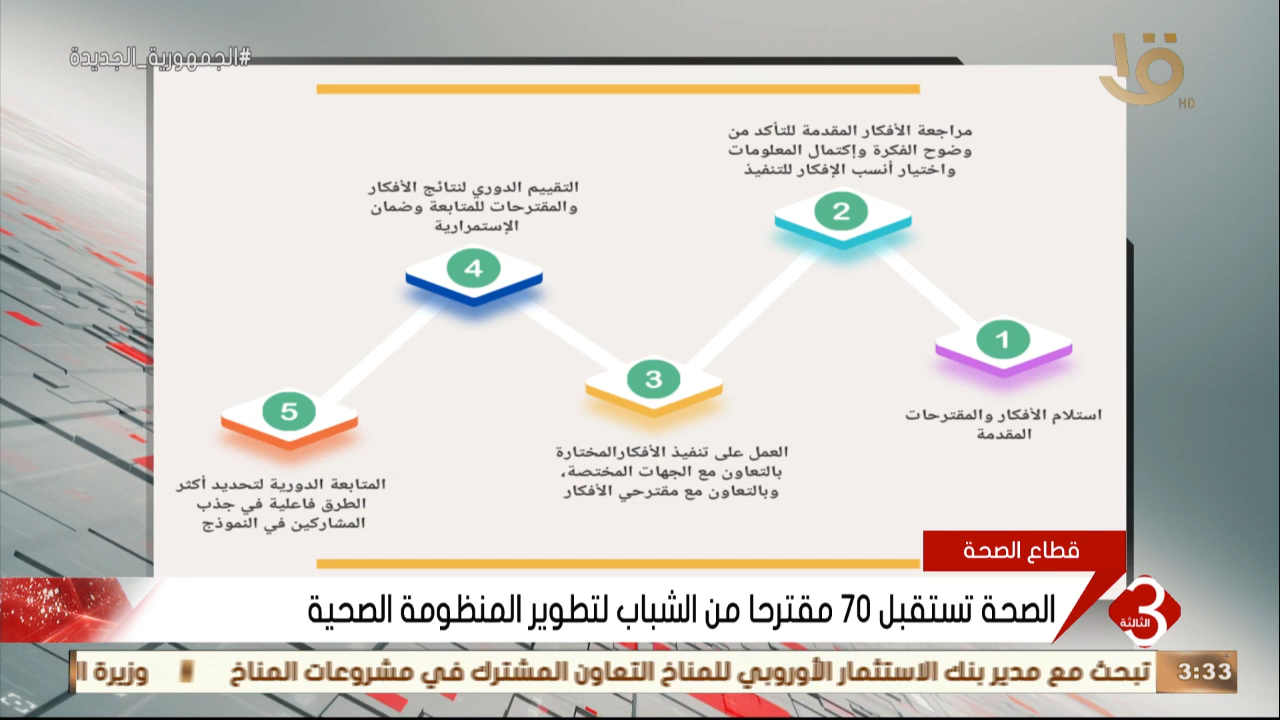 #الجمهورية_الجديدة
HD
مراجعة الأفكار المقدمة للتأكد من
وضوح الفكرة وإكتمال المعلومات
واختيار أنسب الإفكار للتنفيذ
2
التقييم الدوري لنتائج الأفكار
والمقترحات للمتابعة وضمان
الإستمرارية
4
1
استلام الأفكار والمقترحات
المقدمة
3
العمل على تنفيذ الأفكارالمختارة
بالتعاون مع الجهات المختصة،
وبالتعاون مع مقترحي الأفكار
5
المتابعة الدورية لتحديد أكثر
الطرق فاعلية في جذب
المشاركين في النموذج
قطاع الصحة
الصحة تستقبل 70 مقترحا من الشباب لتطوير المنظومة الصحية
3 الثالثة
3:33
تبحث مع مدير بنك الاستثمار الأوروبي للمناخ التعاون المشترك في مشروعات المناخ
وزيرة